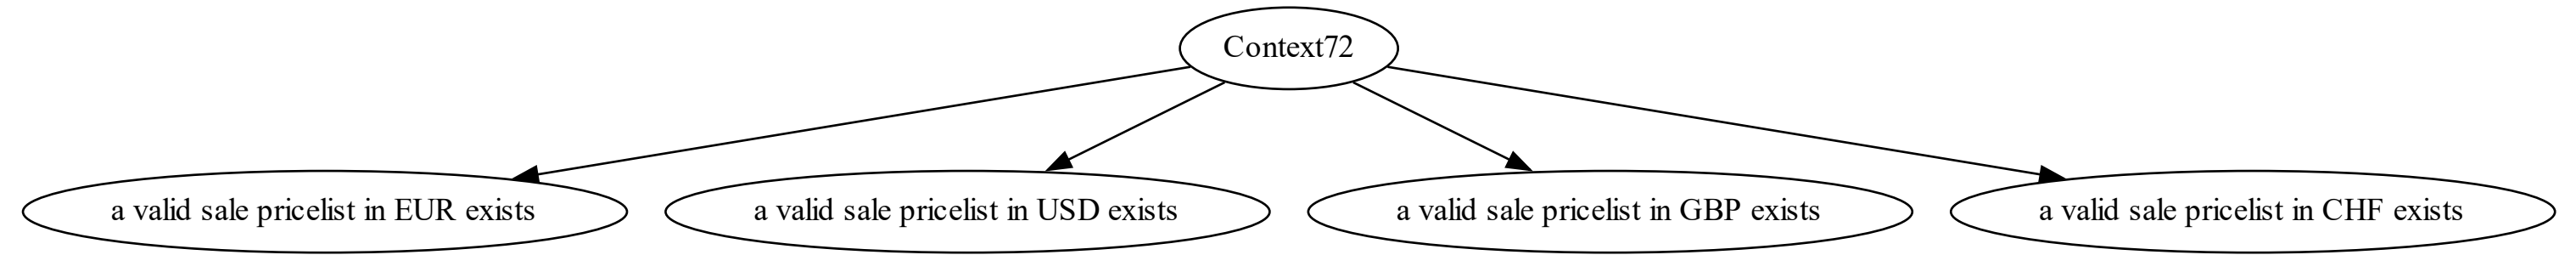 Context72
a valid sale pricelist in EUR exists
a valid sale pricelist in USD exists
a valid sale pricelist in GBP exists
a valid sale pricelist in CHF exists